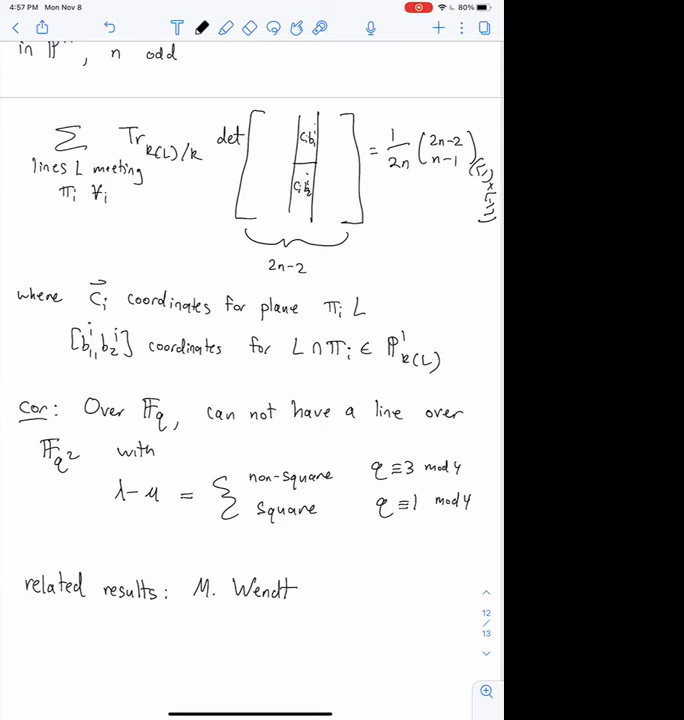 4:57 PM Mon Nov 8
80%
in ℙⁿ, n odd
∑ Tr_{k(L)/k} det [ c_i b_1^i | c_i b_2^i ] = 1/2n (2n-2 n-1) (⟨1⟩ + ⟨-1⟩)
lines L meeting
π_i ∀i
2n-2
where c⃗_i coordinates for plane π_i L
[b_1^i, b_2^i] coordinates for L∩π_i ∈ ℙ^1_{k(L)}
cor: Over 𝔽_q, can not have a line over
𝔽_{q^2} with
λ-μ = { non-square q≡3 mod 4
square q≡1 mod 4
related results: M. Wendt
12
/
13